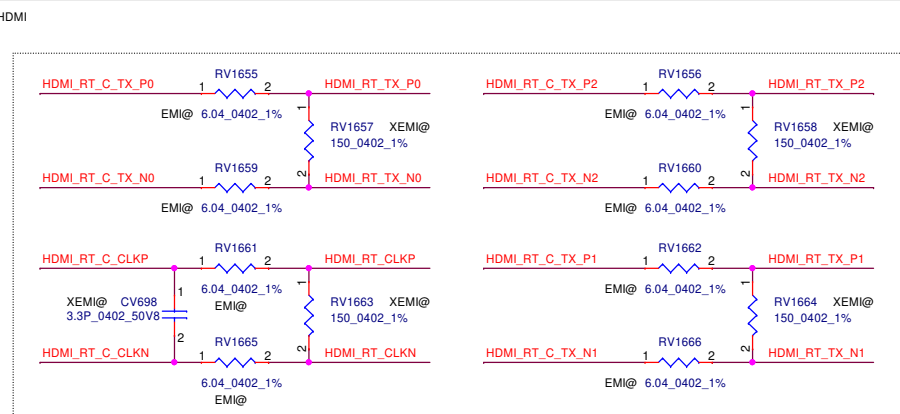 HDMI
RV1655
HDMI_RT_C_TX_P0 1 2 HDMI_RT_TX_P0
EMI@ 6.04_0402_1%
1
RV1657 XEMI@
150_0402_1%
2
RV1659
HDMI_RT_C_TX_N0 1 2 HDMI_RT_TX_N0
EMI@ 6.04_0402_1%
RV1656
HDMI_RT_C_TX_P2 1 2 HDMI_RT_TX_P2
EMI@ 6.04_0402_1%
1
RV1658 XEMI@
150_0402_1%
2
RV1660
HDMI_RT_C_TX_N2 1 2 HDMI_RT_TX_N2
EMI@ 6.04_0402_1%
RV1661
HDMI_RT_C_CLKP 1 2 HDMI_RT_CLKP
6.04_0402_1%
EMI@
1
XEMI@ CV698
3.3P_0402_50V8
2
1
RV1663 XEMI@
150_0402_1%
2
RV1665
HDMI_RT_C_CLKN 1 2 HDMI_RT_CLKN
6.04_0402_1%
EMI@
RV1662
HDMI_RT_C_TX_P1 1 2 HDMI_RT_TX_P1
EMI@ 6.04_0402_1%
1
RV1664 XEMI@
150_0402_1%
2
RV1666
HDMI_RT_C_TX_N1 1 2 HDMI_RT_TX_N1
EMI@ 6.04_0402_1%